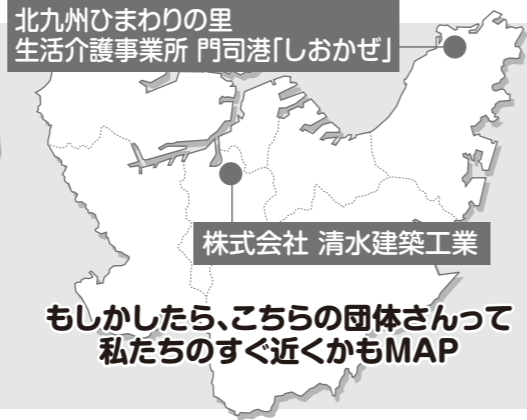 北九州ひまわりの里
生活介護事業所 門司港「しおかぜ」
株式会社 清水建築工業
もしかしたら、こちらの団体さんって
私たちのすぐ近くかもMAP